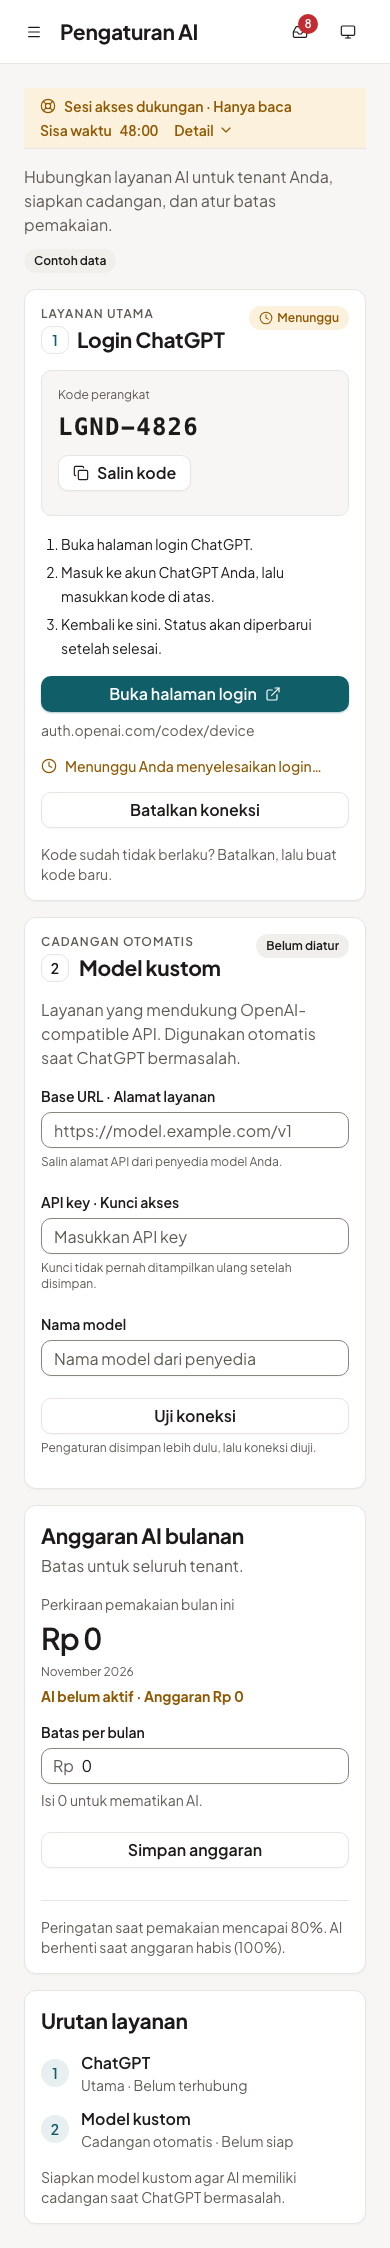 Pengaturan AI
8
Sesi akses dukungan · Hanya baca
Sisa waktu 48:00 Detail
Hubungkan layanan AI untuk tenant Anda,
siapkan cadangan, dan atur batas
pemakaian.
Contoh data
LAYANAN UTAMA
Menunggu
1 Login ChatGPT
Kode perangkat
LGND–4826
Salin kode
1. Buka halaman login ChatGPT.
2. Masuk ke akun ChatGPT Anda, lalu
masukkan kode di atas.
3. Kembali ke sini. Status akan diperbarui
setelah selesai.
Buka halaman login
auth.openai.com/codex/device
Menunggu Anda menyelesaikan login…
Batalkan koneksi
Kode sudah tidak berlaku? Batalkan, lalu buat
kode baru.
CADANGAN OTOMATIS
Belum diatur
2 Model kustom
Layanan yang mendukung OpenAI-
compatible API. Digunakan otomatis
saat ChatGPT bermasalah.
Base URL · Alamat layanan
https://model.example.com/v1
Salin alamat API dari penyedia model Anda.
API key · Kunci akses
Masukkan API key
Kunci tidak pernah ditampilkan ulang setelah
disimpan.
Nama model
Nama model dari penyedia
Uji koneksi
Pengaturan disimpan lebih dulu, lalu koneksi diuji.
Anggaran AI bulanan
Batas untuk seluruh tenant.
Perkiraan pemakaian bulan ini
Rp 0
November 2026
AI belum aktif · Anggaran Rp 0
Batas per bulan
Rp 0
Isi 0 untuk mematikan AI.
Simpan anggaran
Peringatan saat pemakaian mencapai 80%. AI
berhenti saat anggaran habis (100%).
Urutan layanan
1 ChatGPT
Utama · Belum terhubung
2 Model kustom
Cadangan otomatis · Belum siap
Siapkan model kustom agar AI memiliki
cadangan saat ChatGPT bermasalah.